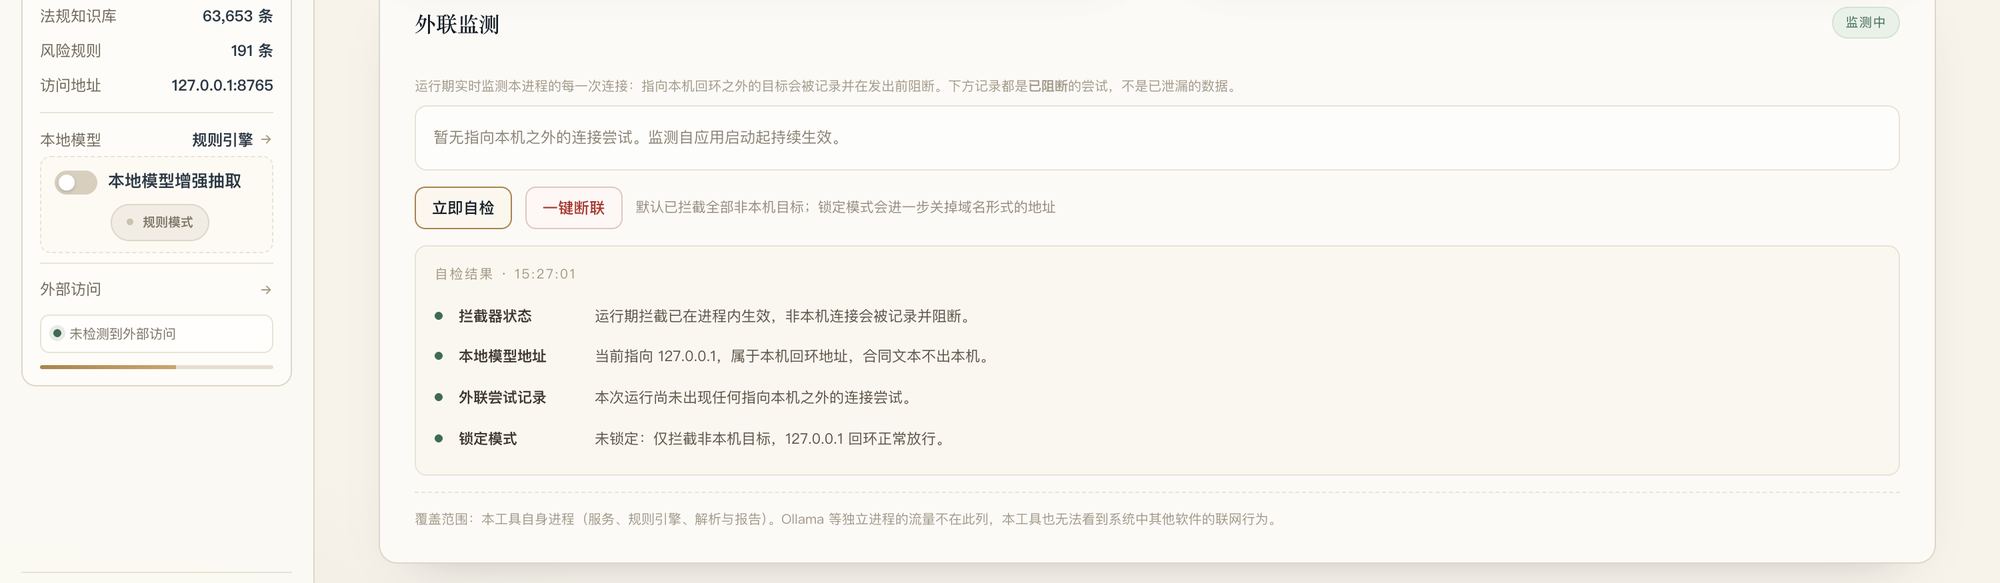 法规知识库 63,653 条
风险规则 191 条
访问地址 127.0.0.1:8765
本地模型 规则引擎 →
本地模型增强抽取
规则模式
外部访问 →
未检测到外部访问
外联监测
监测中
运行期实时监测本进程的每一次连接：指向本机回环之外的目标会被记录并在发出前阻断。下方记录都是已阻断的尝试，不是已泄漏的数据。
暂无指向本机之外的连接尝试。监测自应用启动起持续生效。
立即自检 一键断联 默认已拦截全部非本机目标；锁定模式会进一步关掉域名形式的地址
自检结果 · 15:27:01
拦截器状态 运行期拦截已在进程内生效，非本机连接会被记录并阻断。
本地模型地址 当前指向 127.0.0.1，属于本机回环地址，合同文本不出本机。
外联尝试记录 本次运行尚未出现任何指向本机之外的连接尝试。
锁定模式 未锁定：仅拦截非本机目标，127.0.0.1 回环正常放行。
覆盖范围：本工具自身进程（服务、规则引擎、解析与报告）。Ollama 等独立进程的流量不在此列，本工具也无法看到系统中其他软件的联网行为。